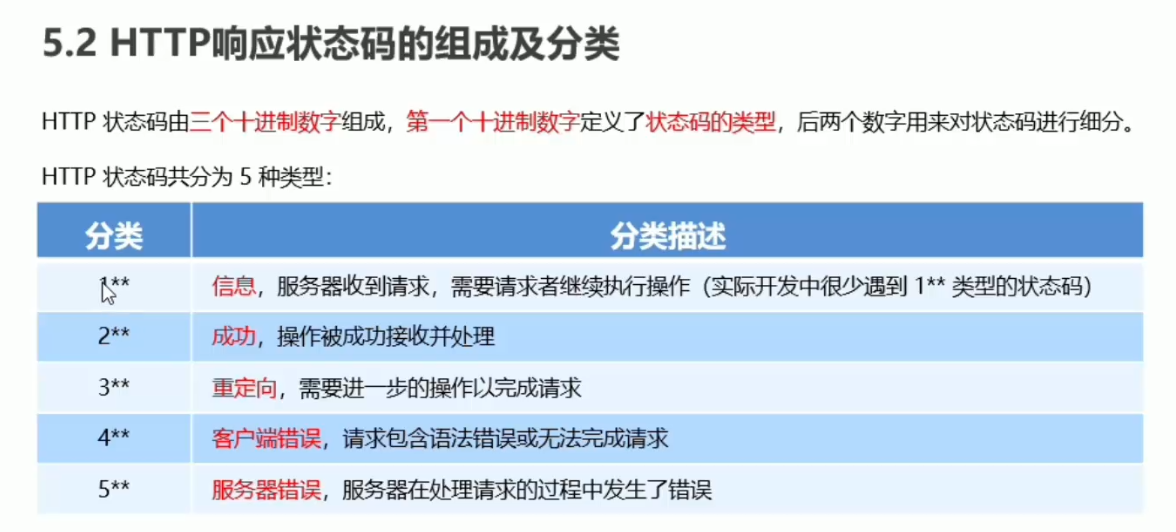 5.2 HTTP响应状态码的组成及分类
HTTP 状态码由三个十进制数字组成，第一个十进制数字定义了状态码的类型，后两个数字用来对状态码进行细分。
HTTP 状态码共分为 5 种类型：
分类 分类描述
1** 信息，服务器收到请求，需要请求者继续执行操作（实际开发中很少遇到 1** 类型的状态码）
2** 成功，操作被成功接收并处理
3** 重定向，需要进一步的操作以完成请求
4** 客户端错误，请求包含语法错误或无法完成请求
5** 服务器错误，服务器在处理请求的过程中发生了错误